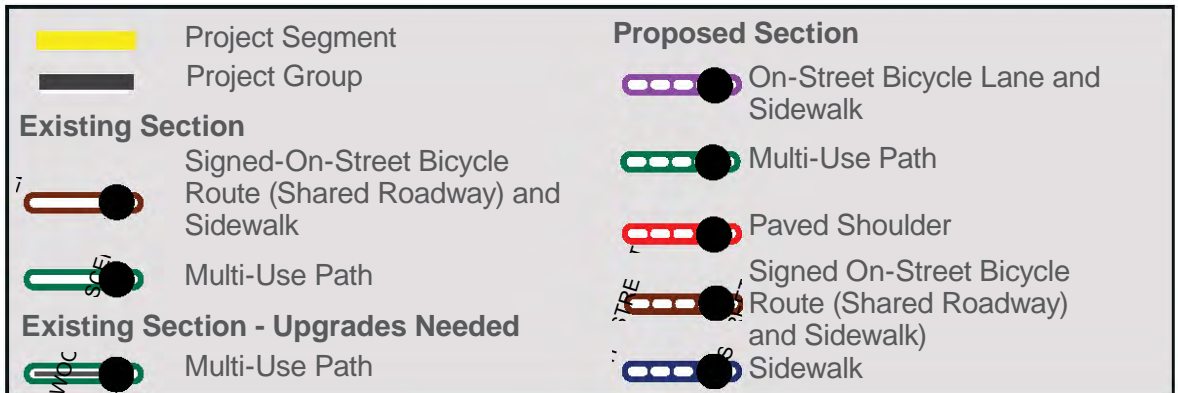 Project Segment
Project Group
Existing Section
Signed-On-Street Bicycle
Route (Shared Roadway) and
Sidewalk
Multi-Use Path
Existing Section - Upgrades Needed
Multi-Use Path
Proposed Section
On-Street Bicycle Lane and
Sidewalk
Multi-Use Path
Paved Shoulder
Signed On-Street Bicycle
Route (Shared Roadway)
and Sidewalk)
Sidewalk